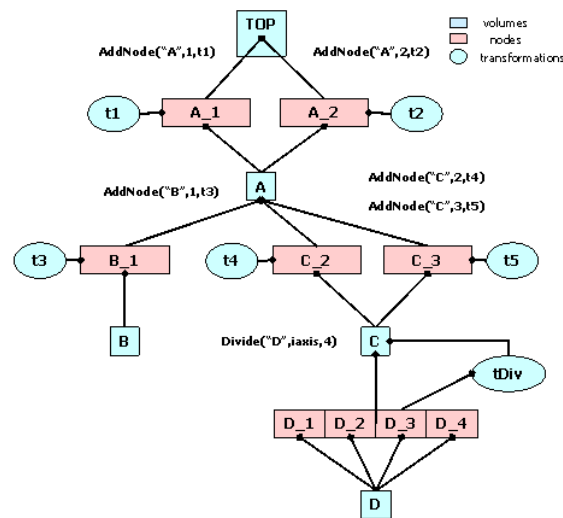 TOP
volumes
nodes
transformations
AddNode("A",1,t1)
AddNode("A",2,t2)
t1
A_1
A_2
t2
A
AddNode("B",1,t3)
AddNode("C",2,t4)
AddNode("C",3,t5)
t3
B_1
t4
C_2
C_3
t5
B
Divide("D",iaxis,4)
C
tDiv
D_1
D_2
D_3
D_4
D